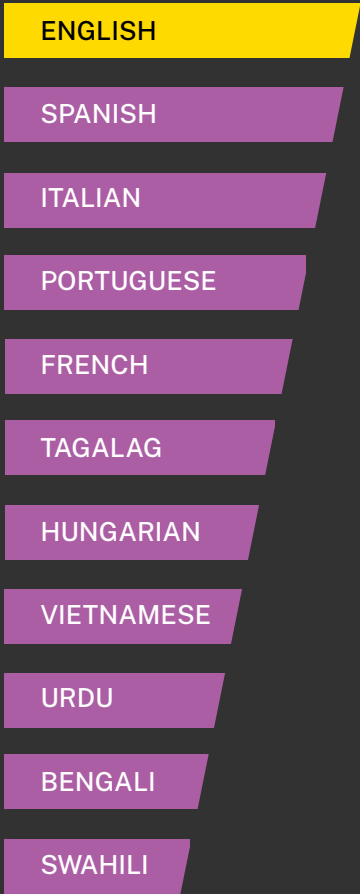 ENGLISH
SPANISH
ITALIAN
PORTUGUESE
FRENCH
TAGALAG
HUNGARIAN
VIETNAMESE
URDU
BENGALI
SWAHILI